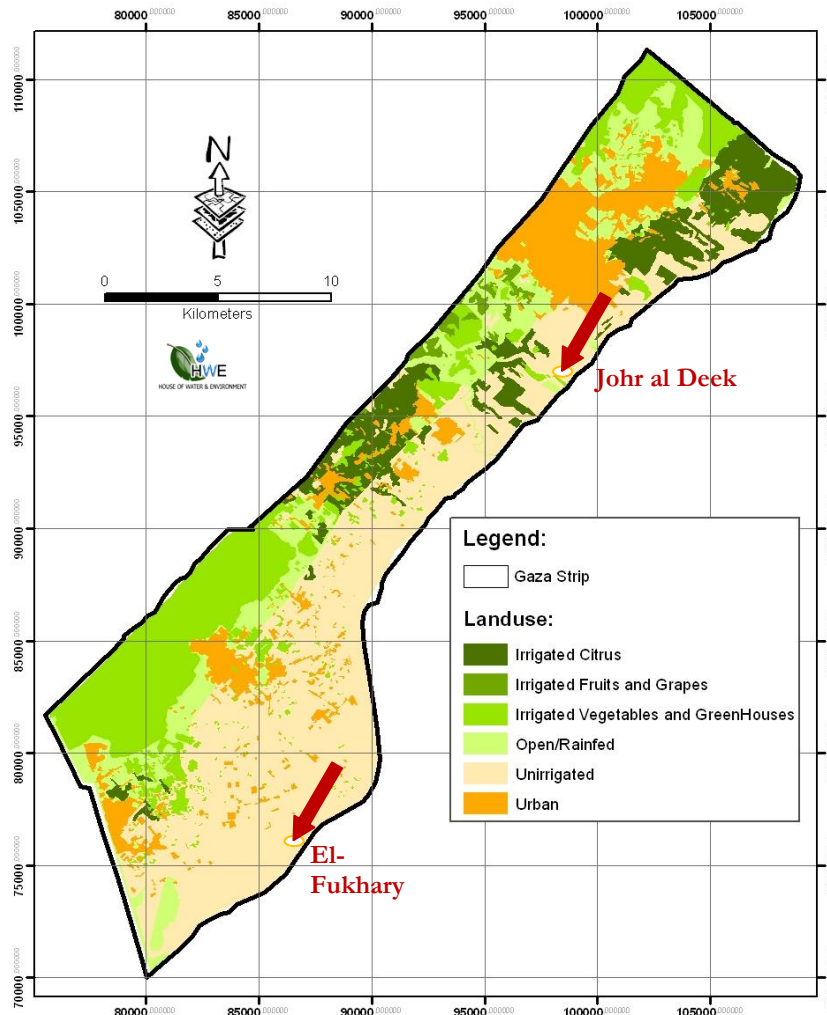 80000.000000 85000.000000 90000.000000 95000.000000 100000.000000 105000.000000
110000.000000
105000.000000
100000.000000
95000.000000
90000.000000
85000.000000
80000.000000
75000.000000
70000.000000
N
0 5 10
Kilometers
HWE
HOUSE OF WATER & ENVIRONMENT
Johr al Deek
El-
Fukhary
Legend:
Gaza Strip
Landuse:
Irrigated Citrus
Irrigated Fruits and Grapes
Irrigated Vegetables and GreenHouses
Open/Rainfed
Unirrigated
Urban
80000.000000 85000.000000 90000.000000 95000.000000 100000.000000 105000.000000